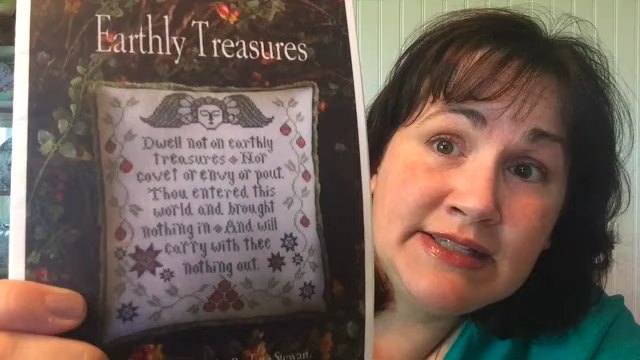 Earthly Treasures
Dwell not on earthly
treasures Nor
covet or envy or pout.
Thou entered this
world and brought
nothing in And will
carry with thee
nothing out.
Stewart